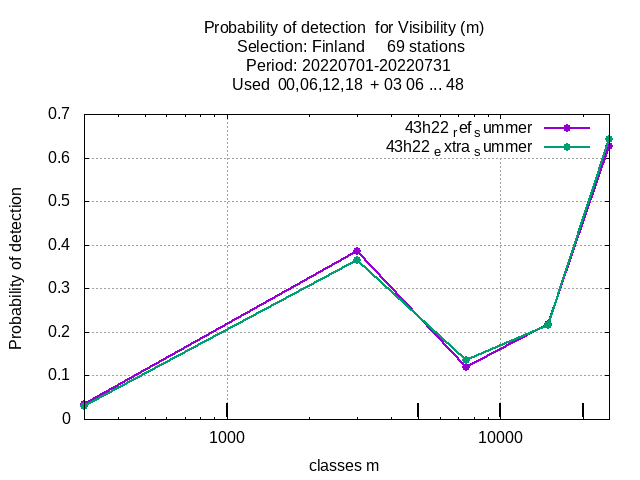 Probability of detection  for Visibility (m)
Selection: Finland     69 stations
Period: 20220701-20220731
Used  00,06,12,18  + 03 06 ... 48
43h22 ref summer
43h22 extra summer
0.7
0.6
0.5
0.4
0.3
0.2
0.1
0
Probability of detection
1000
10000
classes m